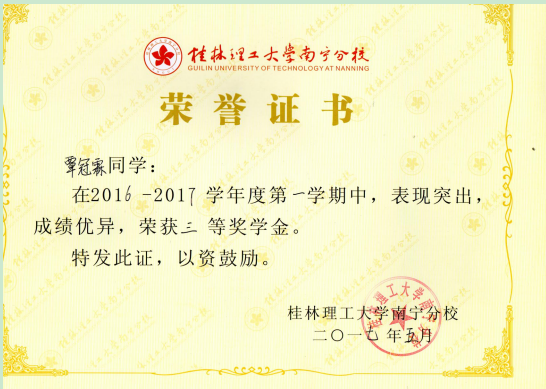 桂林理工大学南宁分校
GUILIN UNIVERSITY OF TECHNOLOGY AT NANNING
荣誉证书
覃冠霖同学：
在2016-2017学年度第一学期中，表现突出，
成绩优异，荣获三等奖学金。
特发此证，以资鼓励。
桂林理工大学南宁分校
二〇一七年五月